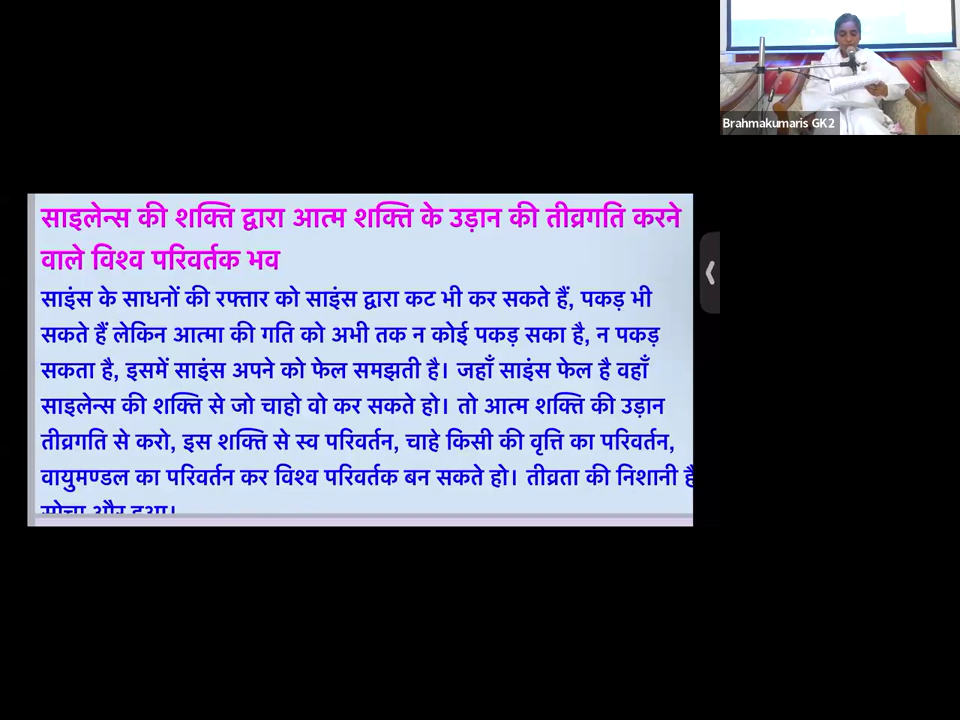 Brahmakumaris GK2
साइलेन्स की शक्ति द्वारा आत्म शक्ति के उड़ान की तीव्रगति करने
वाले विश्व परिवर्तक भव
साइंस के साधनों की रफ्तार को साइंस द्वारा कट भी कर सकते हैं, पकड़ भी
सकते हैं लेकिन आत्मा की गति को अभी तक न कोई पकड़ सका है, न पकड़
सकता है, इसमें साइंस अपने को फेल समझती है। जहाँ साइंस फेल है वहाँ
साइलेन्स की शक्ति से जो चाहो वो कर सकते हो। तो आत्म शक्ति की उड़ान
तीव्रगति से करो, इस शक्ति से स्व परिवर्तन, चाहे किसी की वृत्ति का परिवर्तन,
वायुमण्डल का परिवर्तन कर विश्व परिवर्तक बन सकते हो। तीव्रता की निशानी है
सोचा और हुआ।